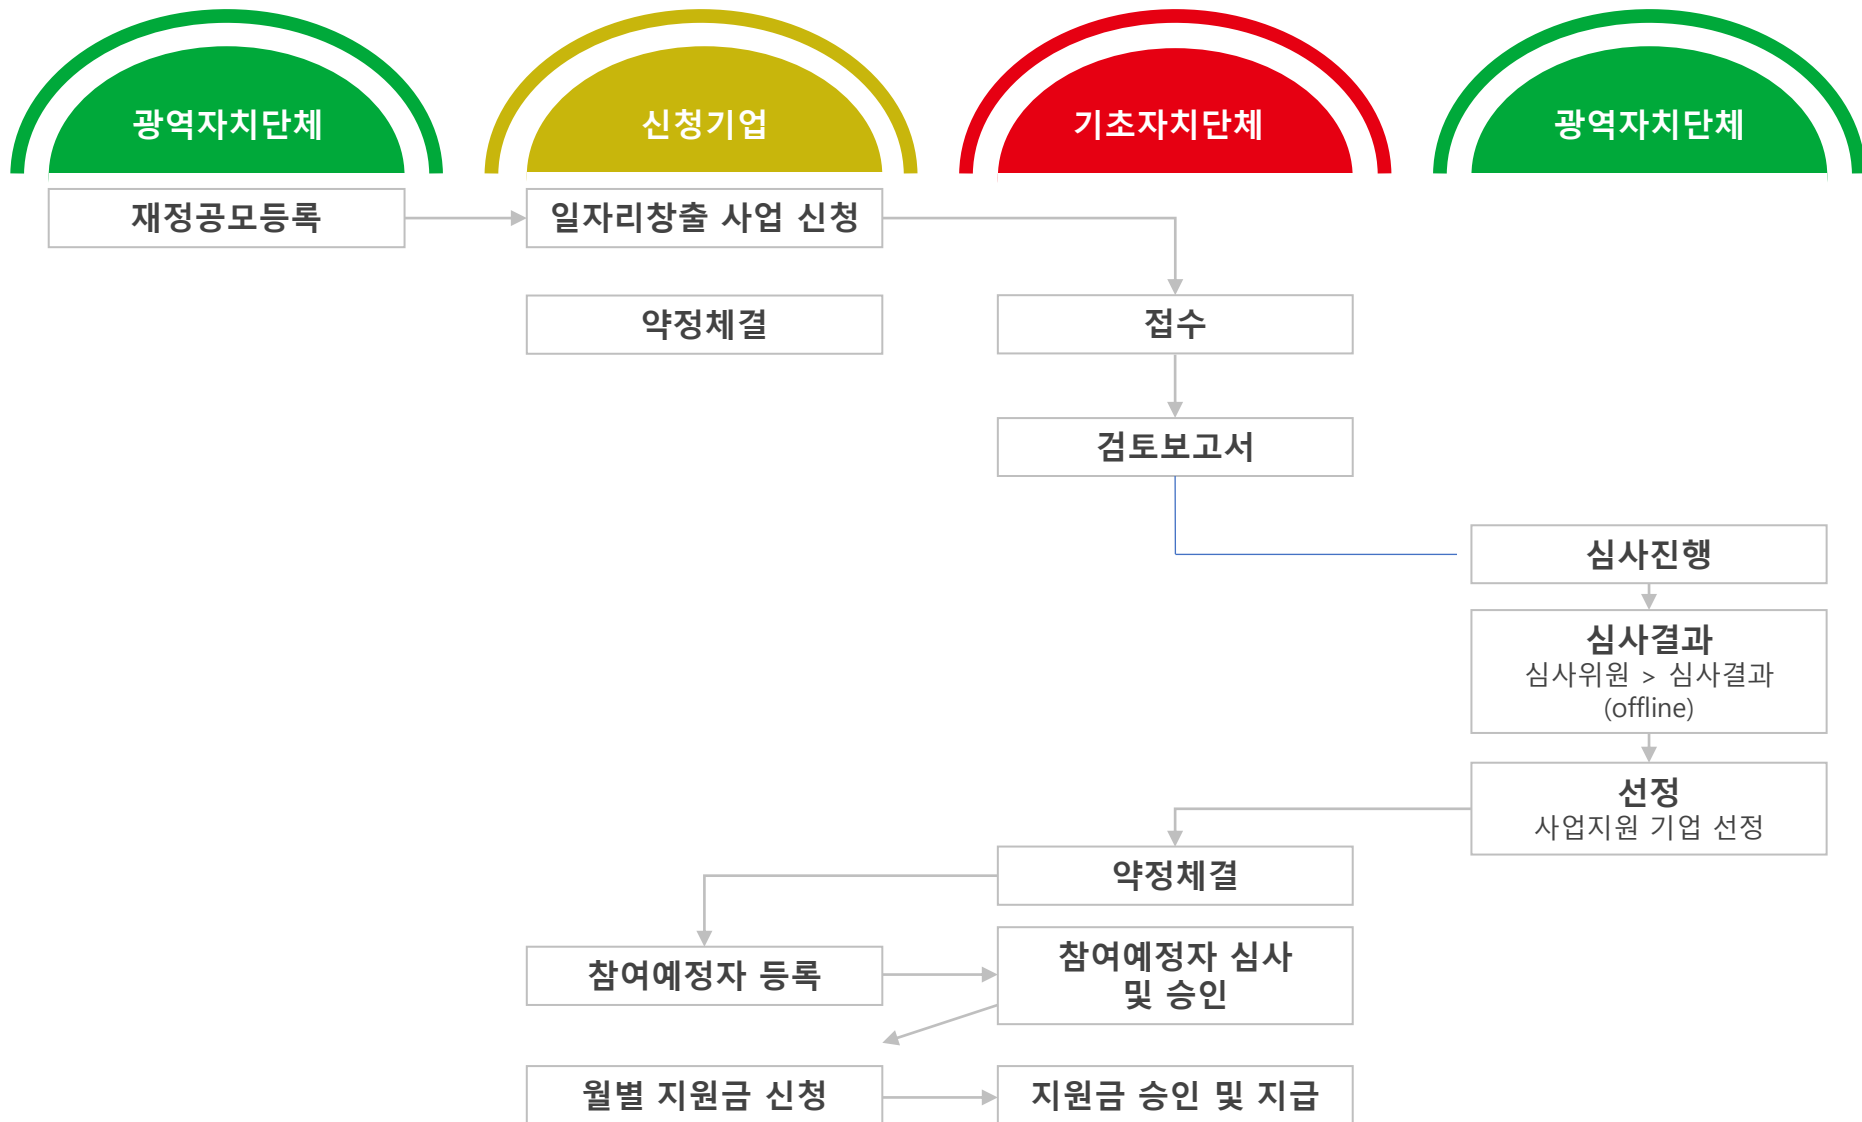 광역자치단체
신청기업
기초자치단체
광역자치단체
재정공모등록
일자리창출 사업 신청
약정체결
접수
검토보고서
심사진행
심사결과
심사위원 > 심사결과
(offline)
선정
사업지원 기업 선정
약정체결
참여예정자 등록
참여예정자 심사
및 승인
월별 지원금 신청
지원금 승인 및 지급